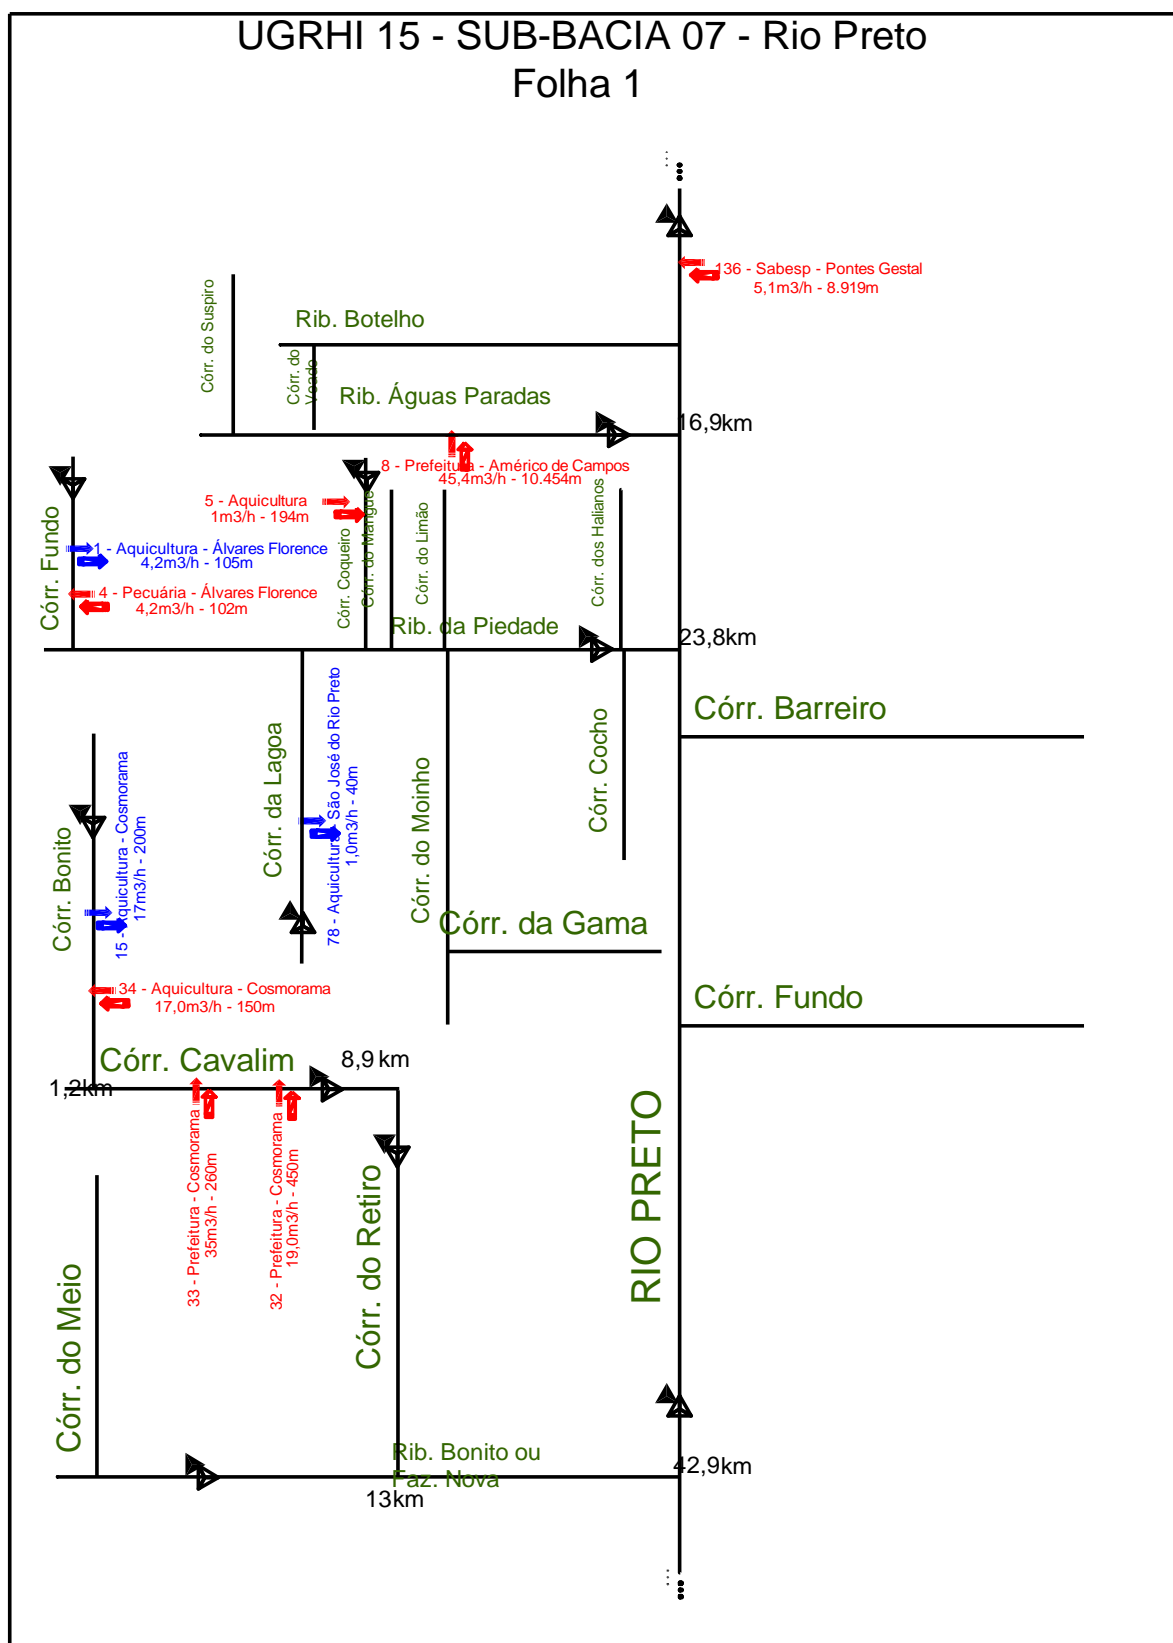 UGRHI 15 - SUB-BACIA 07 - Rio Preto
Folha 1
136 - Sabesp - Pontes Gestal
5,1m3/h - 8.919m
Córr. do Suspiro
Rib. Botelho
Córr. do
Veado
Rib. Águas Paradas
16,9km
8 - Prefeitura - Américo de Campos
45,4m3/h - 10.454m
5 - Aquicultura
1m3/h - 194m
Córr. Fundo
1 - Aquicultura - Álvares Florence
4,2m3/h - 105m
4 - Pecuária - Álvares Florence
4,2m3/h - 102m
Córr. Coqueiro
Córr. do Mangue
Córr. do Limão
Córr. dos Halianos
Rib. da Piedade
23,8km
Córr. Barreiro
Córr. Bonito
15 - Aquicultura - Cosmorama
17m3/h - 200m
Córr. da Lagoa
78 - Aquicultura - São José do Rio Preto
1,0m3/h - 40m
Córr. do Moinho
Córr. Cocho
Córr. da Gama
34 - Aquicultura - Cosmorama
17,0m3/h - 150m
Córr. Fundo
Córr. Cavalim
8,9 km
1,2km
33 - Prefeitura - Cosmorama
35m3/h - 260m
32 - Prefeitura - Cosmorama
19,0m3/h - 450m
Córr. do Retiro
RIO PRETO
Córr. do Meio
Rib. Bonito ou
Faz. Nova
42,9km
13km